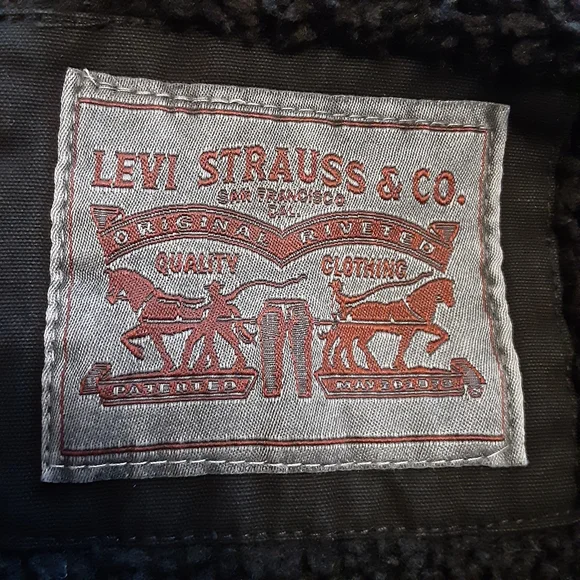 LEVI STRAUSS & CO.
SAN FRANCISCO
CAL.
ORIGINAL RIVETED
QUALITY CLOTHING
PATENTED MAY 20 1873